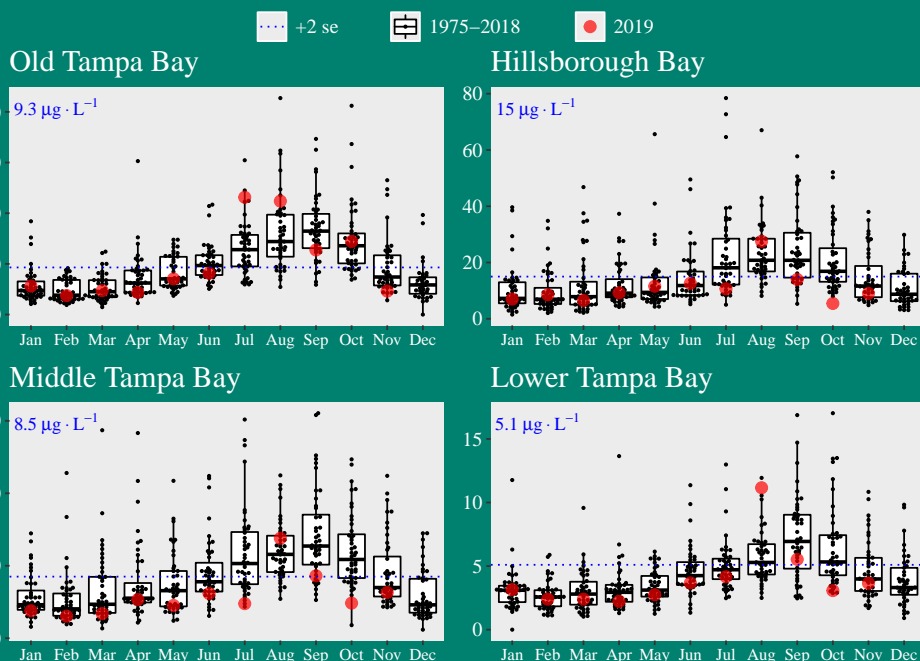 +2 se 1975–2018 2019
Old Tampa Bay
9.3 µg · L⁻¹
Jan Feb Mar Apr May Jun Jul Aug Sep Oct Nov Dec
Hillsborough Bay
15 µg · L⁻¹
80
60
40
20
0
Jan Feb Mar Apr May Jun Jul Aug Sep Oct Nov Dec
Middle Tampa Bay
8.5 µg · L⁻¹
Jan Feb Mar Apr May Jun Jul Aug Sep Oct Nov Dec
Lower Tampa Bay
5.1 µg · L⁻¹
15
10
5
0
Jan Feb Mar Apr May Jun Jul Aug Sep Oct Nov Dec